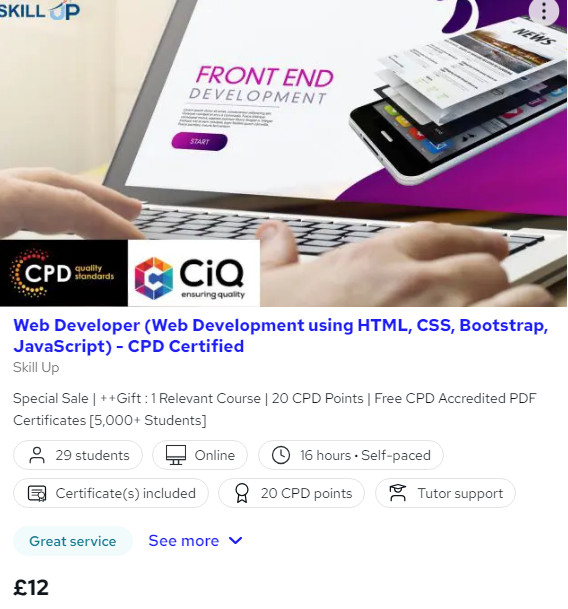 SKILL UP
NEWS
FRONT END
DEVELOPMENT
START
CPD quality standards
CiQ
ensuring quality
Web Developer (Web Development using HTML, CSS, Bootstrap,
JavaScript) - CPD Certified
Skill Up
Special Sale | ++Gift : 1 Relevant Course | 20 CPD Points | Free CPD Accredited PDF
Certificates [5,000+ Students]
29 students
Online
16 hours • Self-paced
Certificate(s) included
20 CPD points
Tutor support
Great service
See more
£12